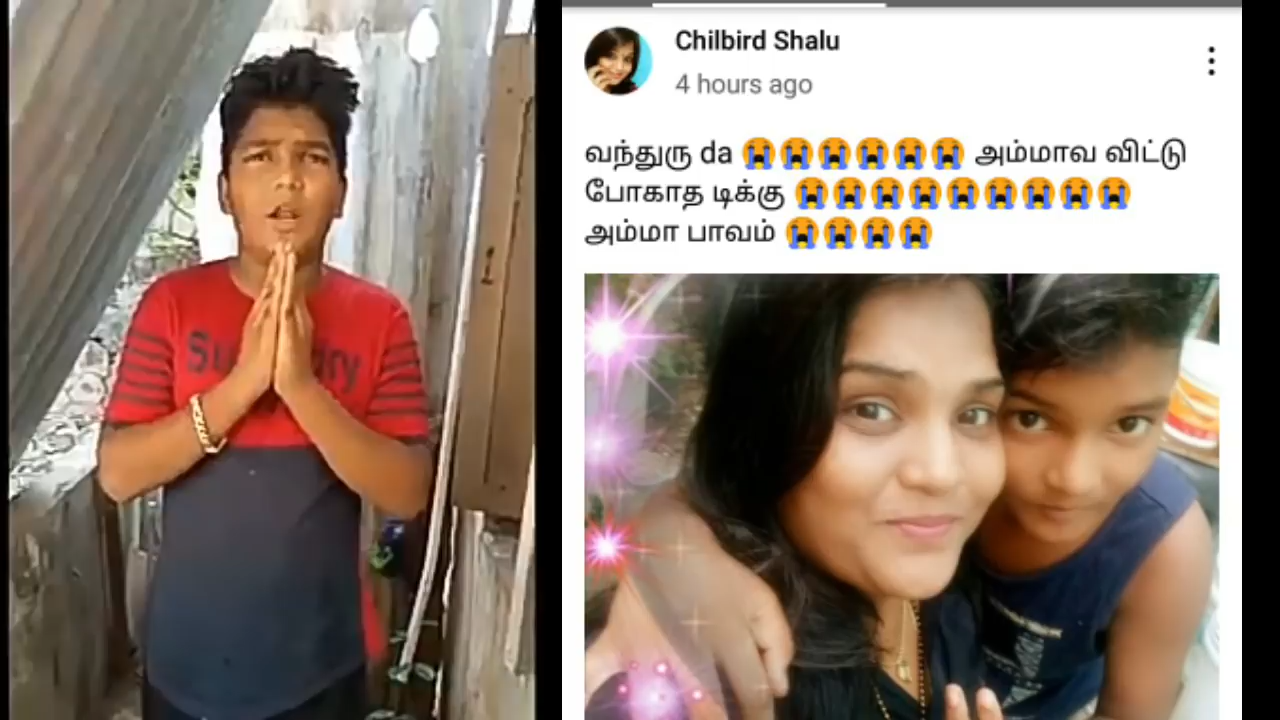 Chilbird Shalu
4 hours ago
வந்துரு da 😭😭😭😭😭😭 அம்மாவ விட்டு
போகாத டிக்கு 😭😭😭😭😭😭😭😭😭
அம்மா பாவம் 😭😭😭😭